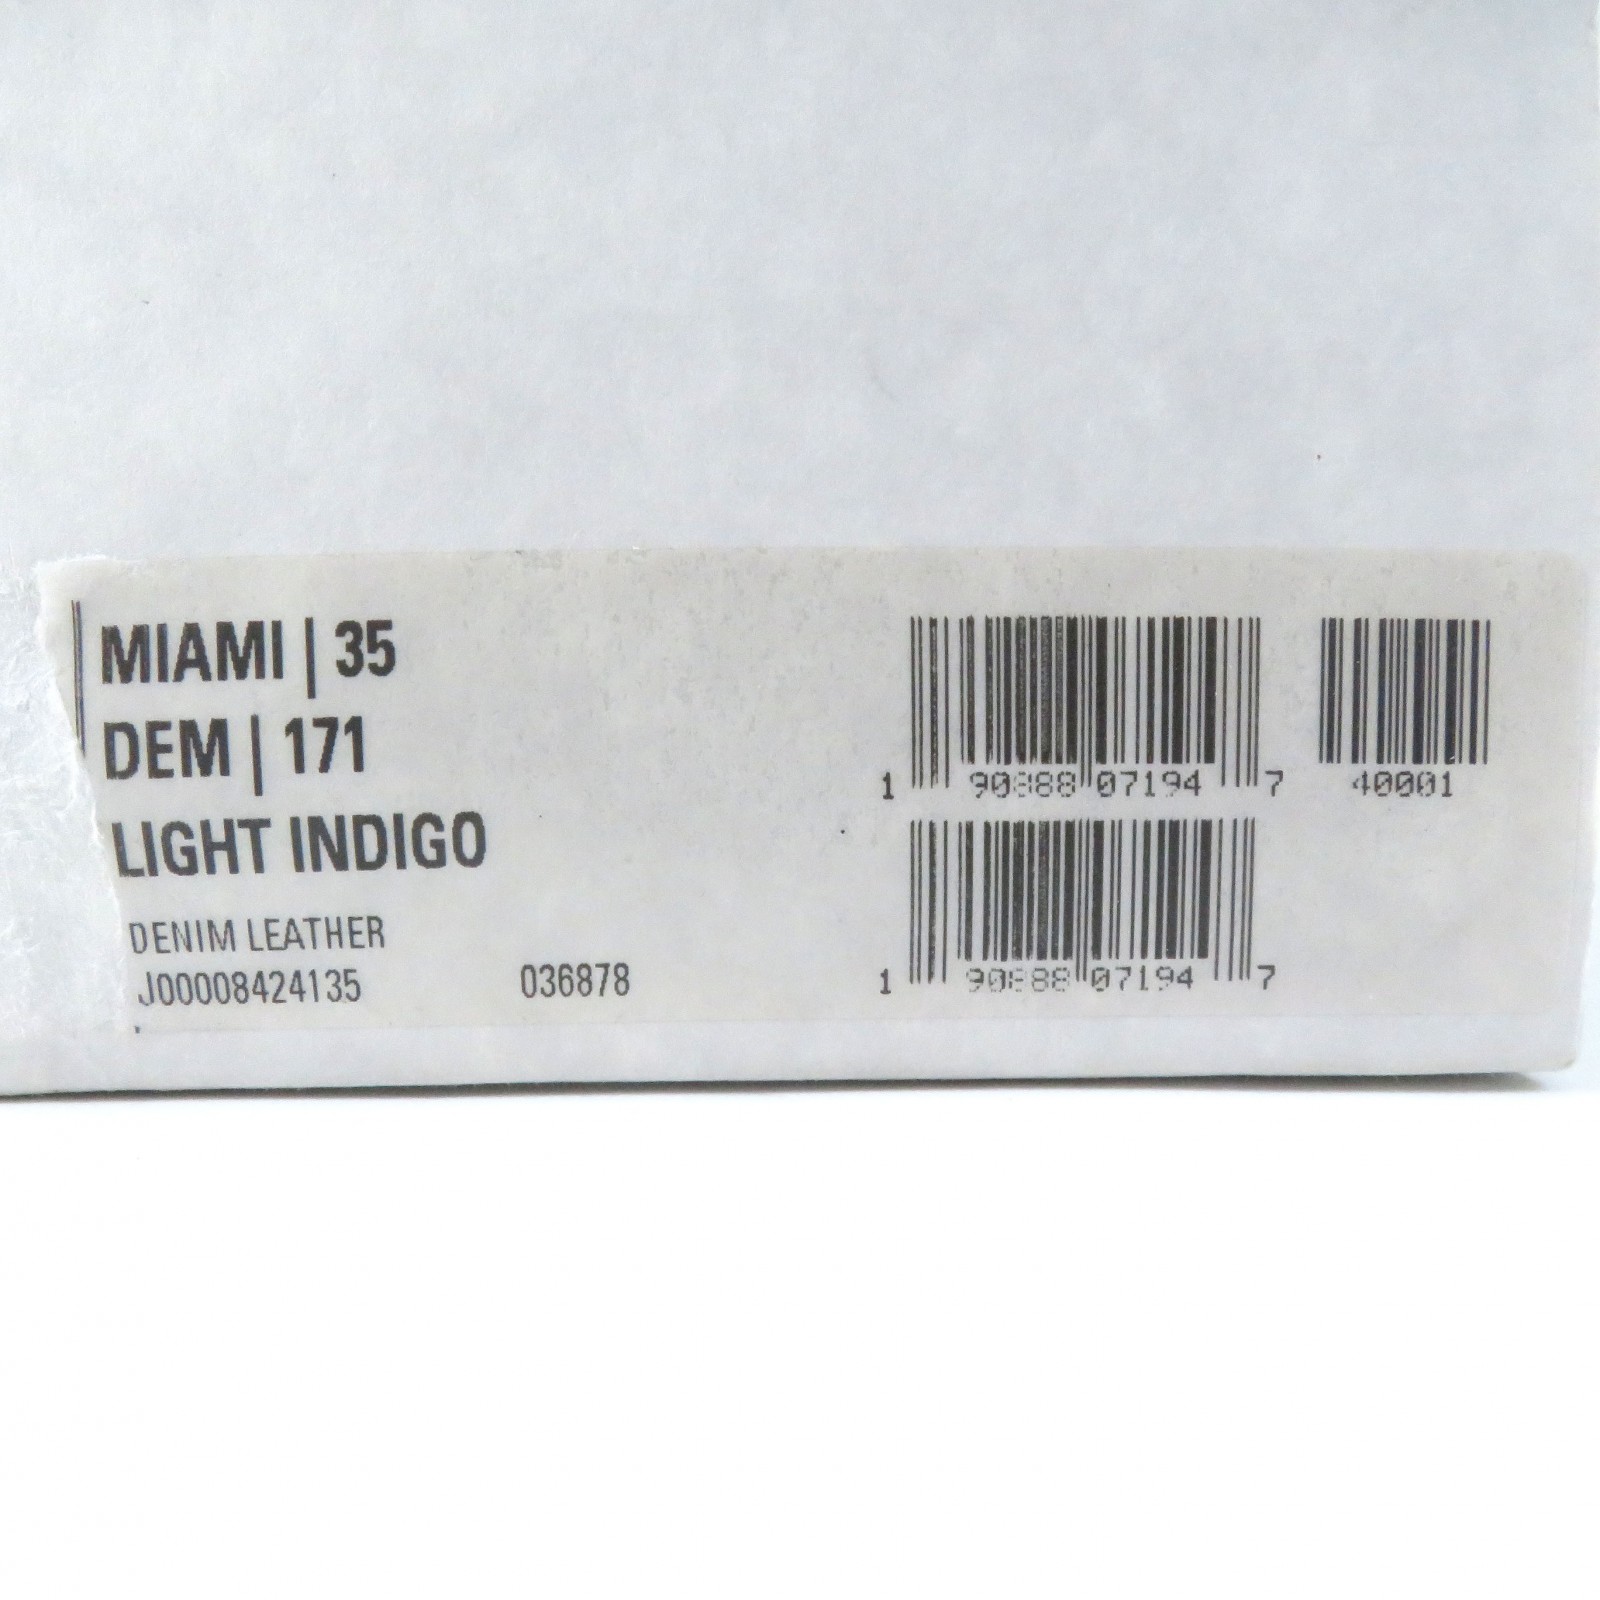 MIAMI | 35
DEM | 171
LIGHT INDIGO
DENIM LEATHER
J00008424135 036878
1 90888 07194 7 40001
1 90888 07194 7